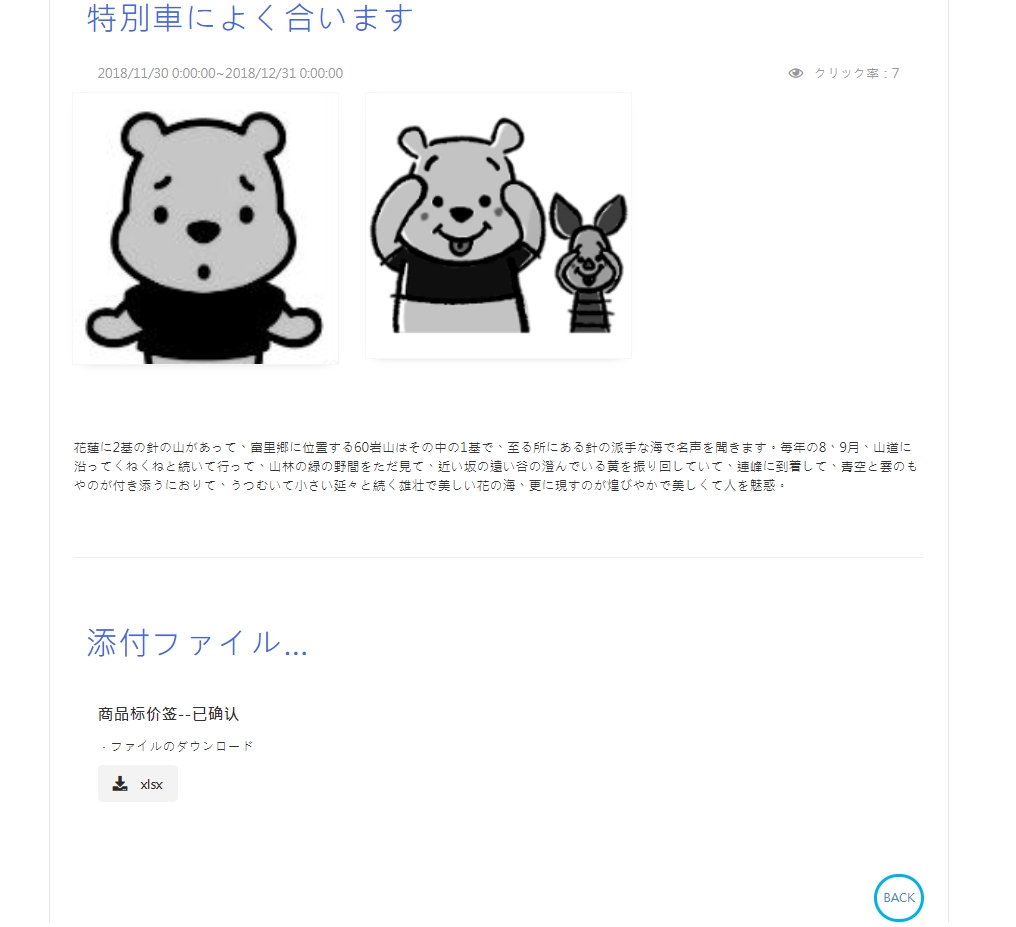 特別車によく合います
2018/11/30 0:00:00~2018/12/31 0:00:00
クリック率：7
花蓮に2基の針の山があって、富里郷に位置する60岩山はその中の1基で、至る所にある針の派手な海で名声を聞きます。毎年の8、9月、山道に
沿ってくねくねと続いて行って、山林の緑の野間をただ見て、近い坂の遠い谷の澄んでいる黄を振り回していて、連峰に到着して、青空と雲のも
やのが付き添うにおりて、うつむいて小さい延々と続く雄壮で美しい花の海、更に現すのが煌びやかで美しくて人を魅惑。
添付ファイル...
商品标价签--已确认
- ファイルのダウンロード
xlsx
BACK